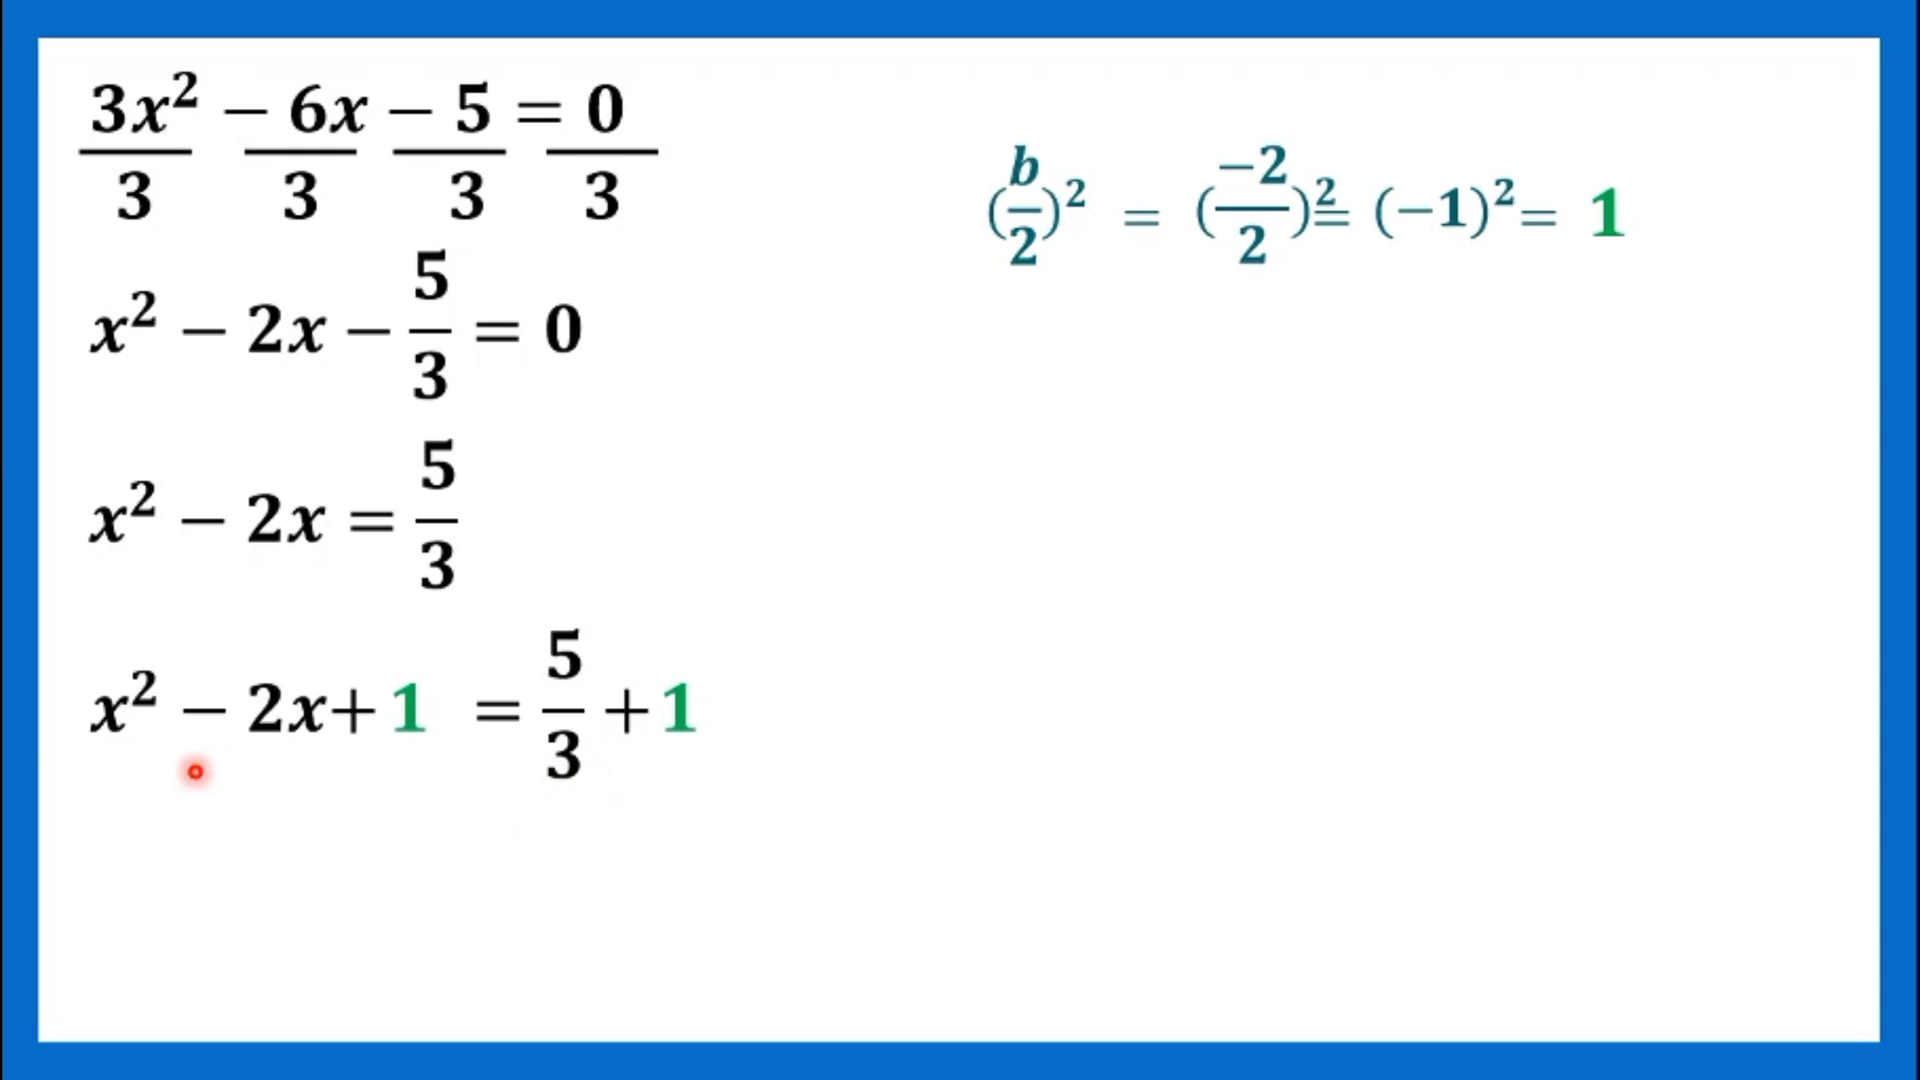 3x² − 6x − 5 = 0
3 3 3 3
x² − 2x − 5/3 = 0
x² − 2x = 5/3
x² − 2x+ 1 = 5/3 +1
(b/2)² = (−2/2)²= (−1)²= 1